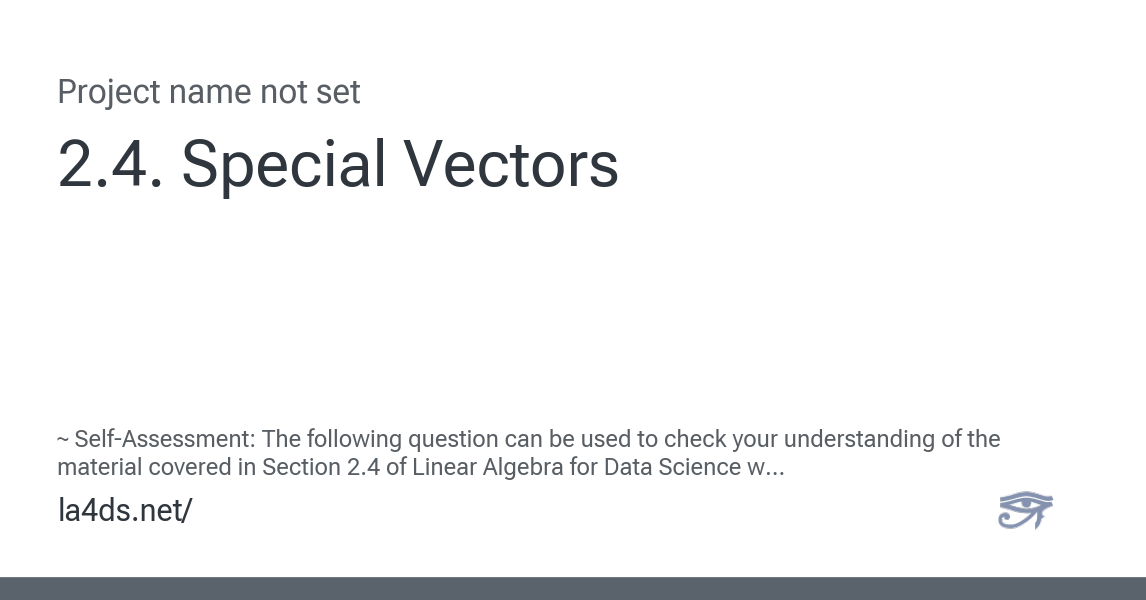 Project name not set
2.4. Special Vectors
~ Self-Assessment: The following question can be used to check your understanding of the
material covered in Section 2.4 of Linear Algebra for Data Science w...
la4ds.net/